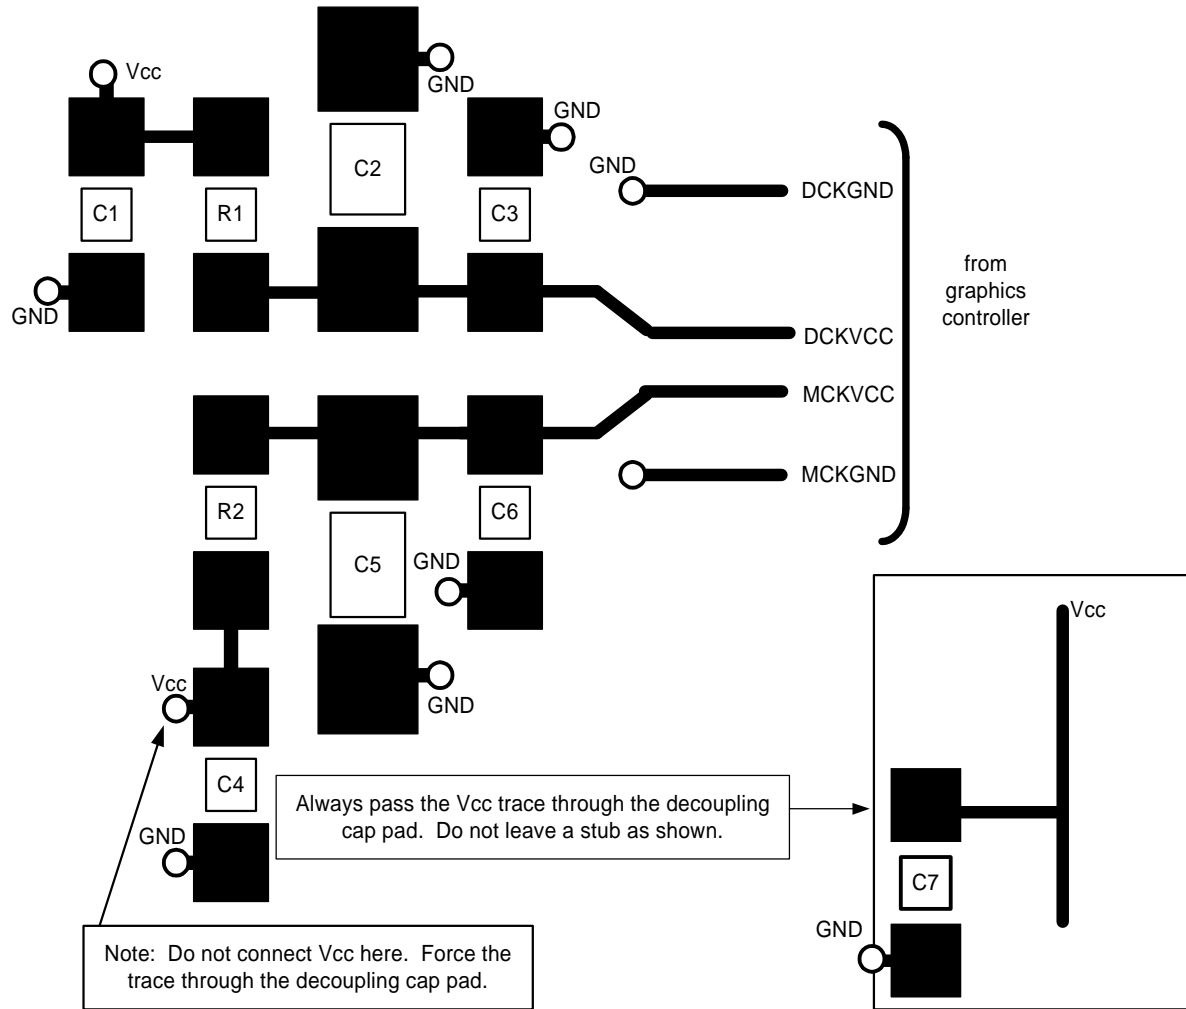 Vcc
GND
GND
GND
C2
DCKGND
C1
R1
C3
from
graphics
controller
GND
DCKVCC
MCKVCC
MCKGND
R2
C6
GND
C5
Vcc
Vcc
GND
C4
Always pass the Vcc trace through the decoupling
cap pad. Do not leave a stub as shown.
GND
C7
GND
Note: Do not connect Vcc here. Force the
trace through the decoupling cap pad.